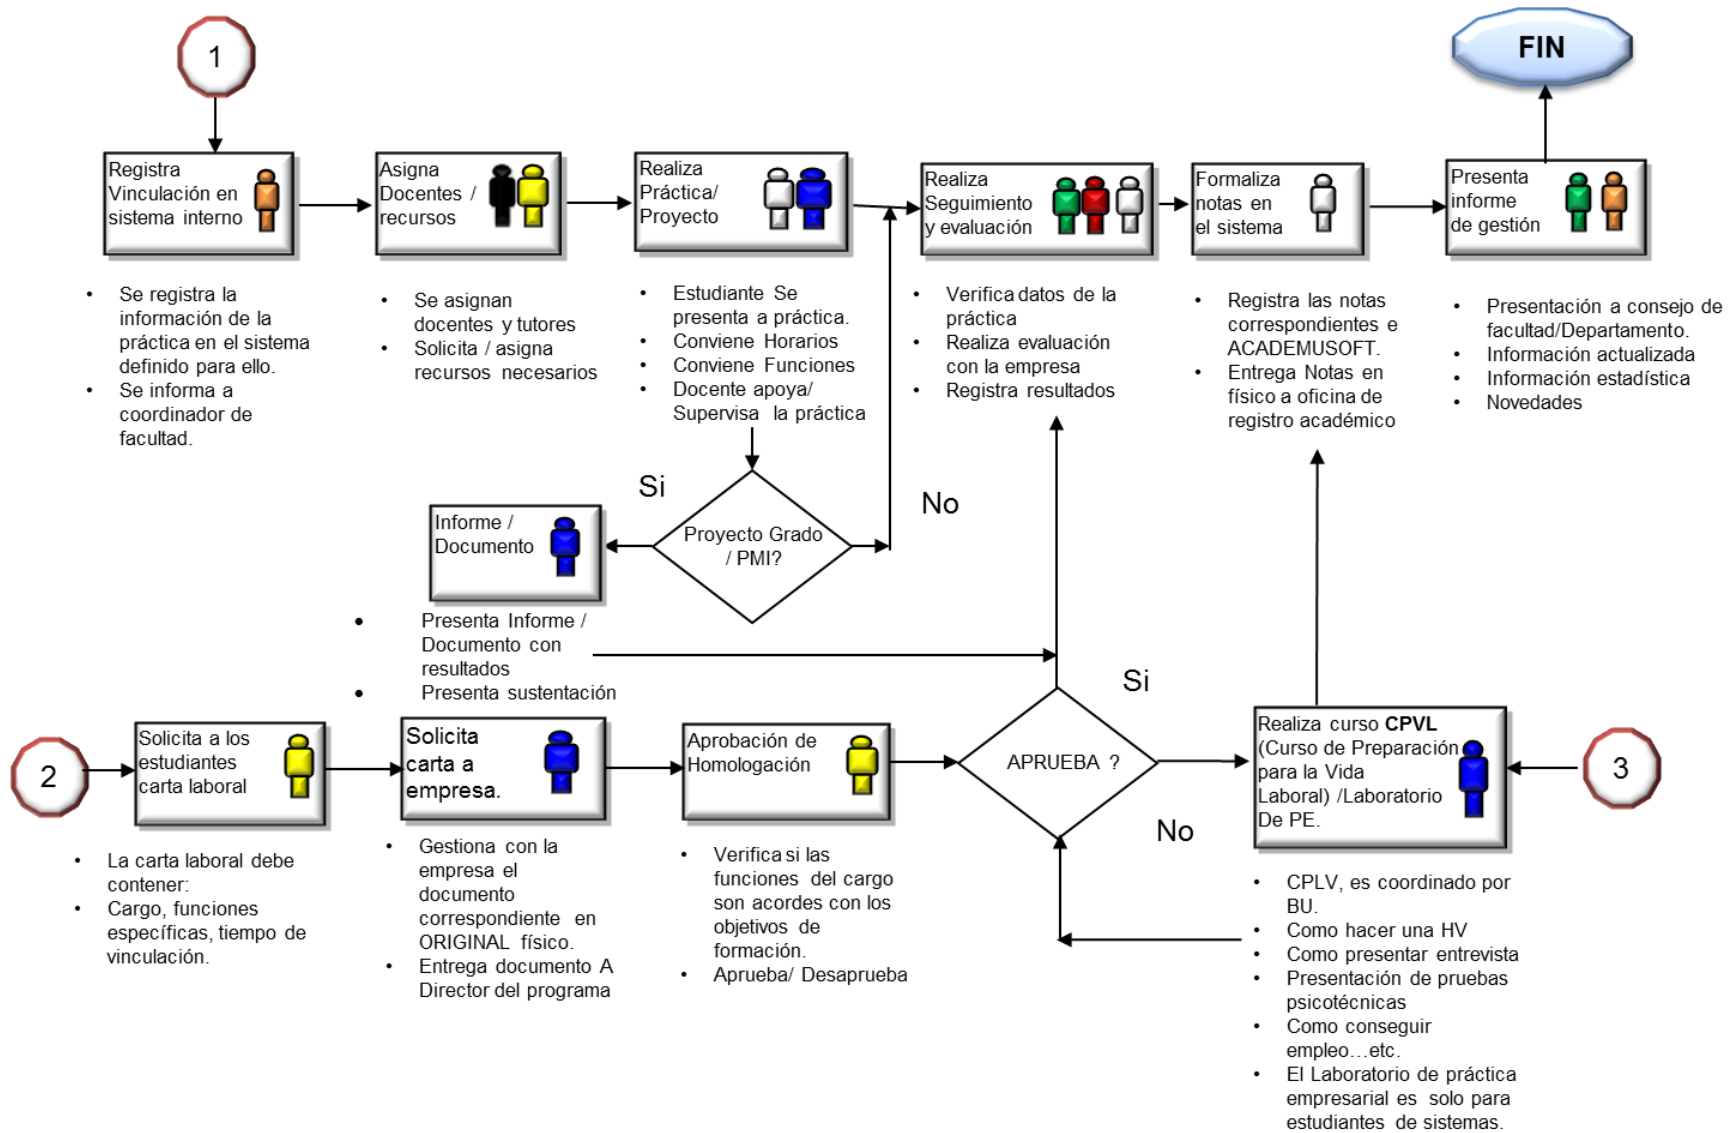 1
FIN
Registra
Vinculación en
sistema interno
Asigna
Docentes /
recursos
Realiza
Práctica/
Proyecto
Realiza
Seguimiento
y evaluación
Formaliza
notas en
el sistema
Presenta
informe
de gestión
• Se registra la
información de la
práctica en el sistema
definido para ello.
• Se informa a
coordinador de
facultad.
• Se asignan
docentes y tutores
• Solicita / asigna
recursos necesarios
• Estudiante Se
presenta a práctica.
• Conviene Horarios
• Conviene Funciones
• Docente apoya/
Supervisa la práctica
• Verifica datos de la
práctica
• Realiza evaluación
con la empresa
• Registra resultados
• Registra las notas
correspondientes e
ACADEMUSOFT.
• Entrega Notas en
físico a oficina de
registro académico
• Presentación a consejo de
facultad/Departamento.
• Información actualizada
• Información estadística
• Novedades
Si
No
Informe /
Documento
Proyecto Grado
/ PMI?
• Presenta Informe /
Documento con
resultados
• Presenta sustentación
Si
2
Solicita a los
estudiantes
carta laboral
Solicita
carta a
empresa.
Aprobación de
Homologación
APRUEBA ?
No
Realiza curso CPVL
(Curso de Preparación
para la Vida
Laboral) /Laboratorio
De PE.
3
• La carta laboral debe
contener:
• Cargo, funciones
específicas, tiempo de
vinculación.
• Gestiona con la
empresa el
documento
correspondiente en
ORIGINAL físico.
• Entrega documento A
Director del programa
• Verifica si las
funciones del cargo
son acordes con los
objetivos de
formación.
• Aprueba/ Desaprueba
• CPLV, es coordinado por
BU.
• Como hacer una HV
• Como presentar entrevista
• Presentación de pruebas
psicotécnicas
• Como conseguir
empleo…etc.
• El Laboratorio de práctica
empresarial es solo para
estudiantes de sistemas.